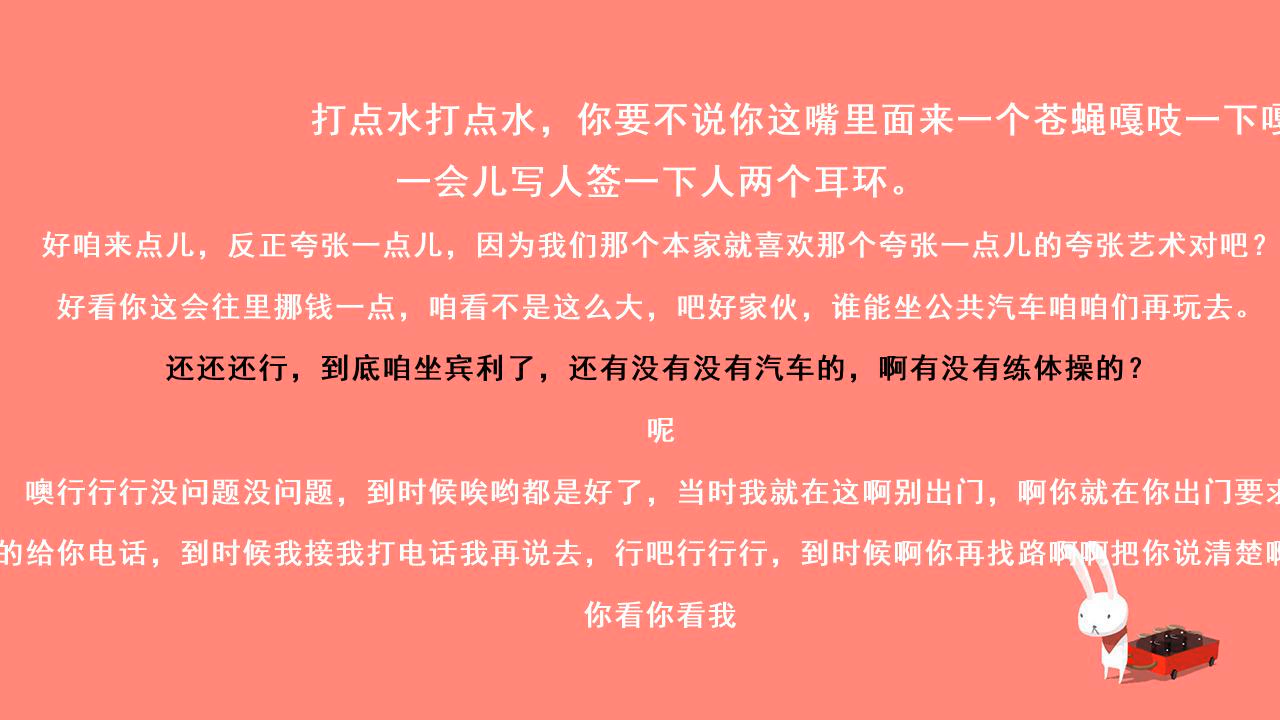 打点水打点水，你要不说你这嘴里面来一个苍蝇嘎吱一下嘎
一会儿写人签一下人两个耳环。
好咱来点儿，反正夸张一点儿，因为我们那个本家就喜欢那个夸张一点儿的夸张艺术对吧？
好看你这会往里挪钱一点，咱看不是这么大，吧好家伙，谁能坐公共汽车咱咱们再玩去。
还还还行，到底咱坐宾利了，还有没有没有汽车的，啊有没有练体操的？
呢
噢行行行没问题没问题，到时候唉哟都是好了，当时我就在这啊别出门，啊你就在你出门要求
的给你电话，到时候我接我打电话我再说去，行吧行行行，到时候啊你再找路啊啊把你说清楚啊
你看你看我